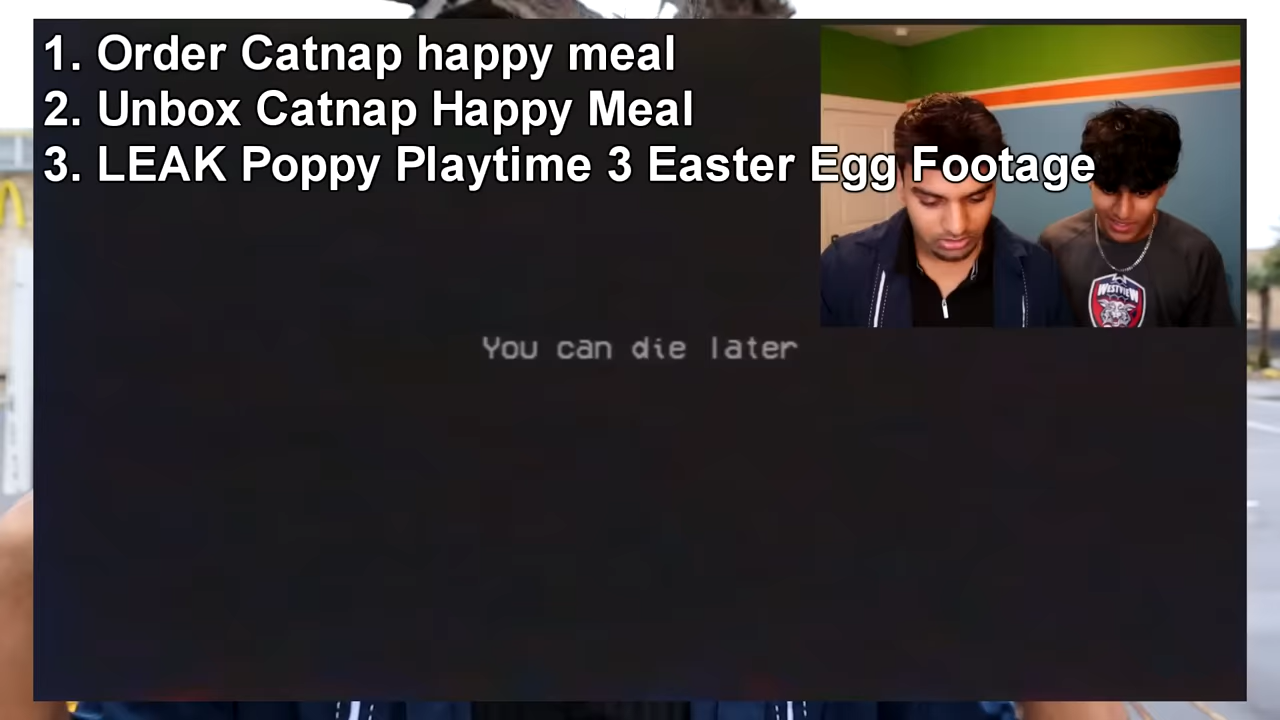 1. Order Catnap happy meal
2. Unbox Catnap Happy Meal
3. LEAK Poppy Playtime 3 Easter Egg Footage
WESTVIEW
You can die later